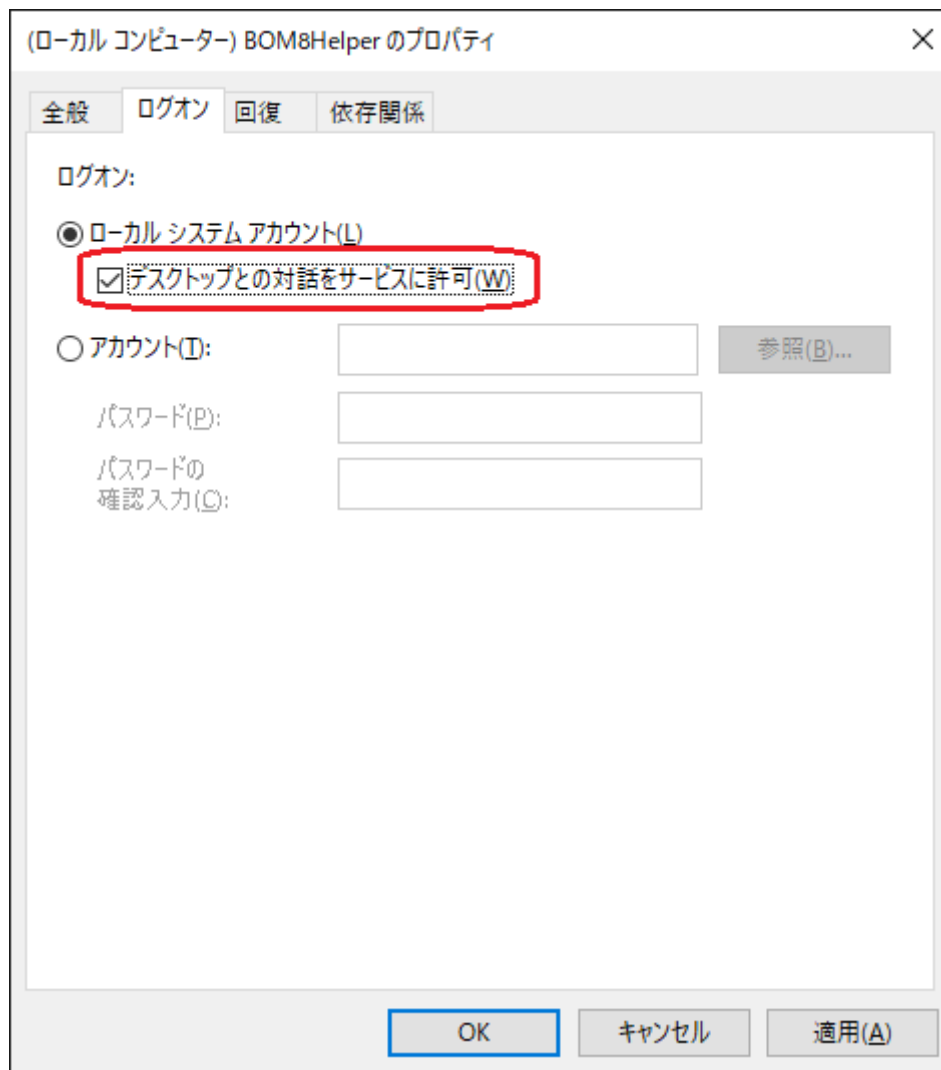 (ローカル コンピューター) BOM8Helper のプロパティ
全般 ログオン 回復 依存関係
ログオン:
ローカル システム アカウント(L)
デスクトップとの対話をサービスに許可(W)
アカウント(T): 参照(B)...
パスワード(P):
パスワードの
確認入力(C):
OK キャンセル 適用(A)